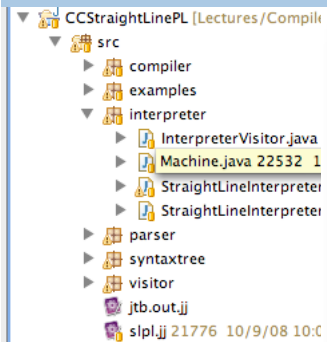 CCStraightLinePL [Lectures/Compile
src
compiler
examples
interpreter
InterpreterVisitor.java
Machine.java 22532 1
StraightLineInterpreter
StraightLineInterpreter
parser
syntaxtree
visitor
jtb.out.jj
slpl.jj 21776 10/9/08 10:0